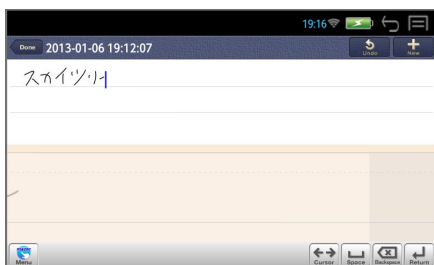 19:16
Done 2013-01-06 19:12:07 Undo New
スカイツリー
Menu Cursor Space Backspace Return